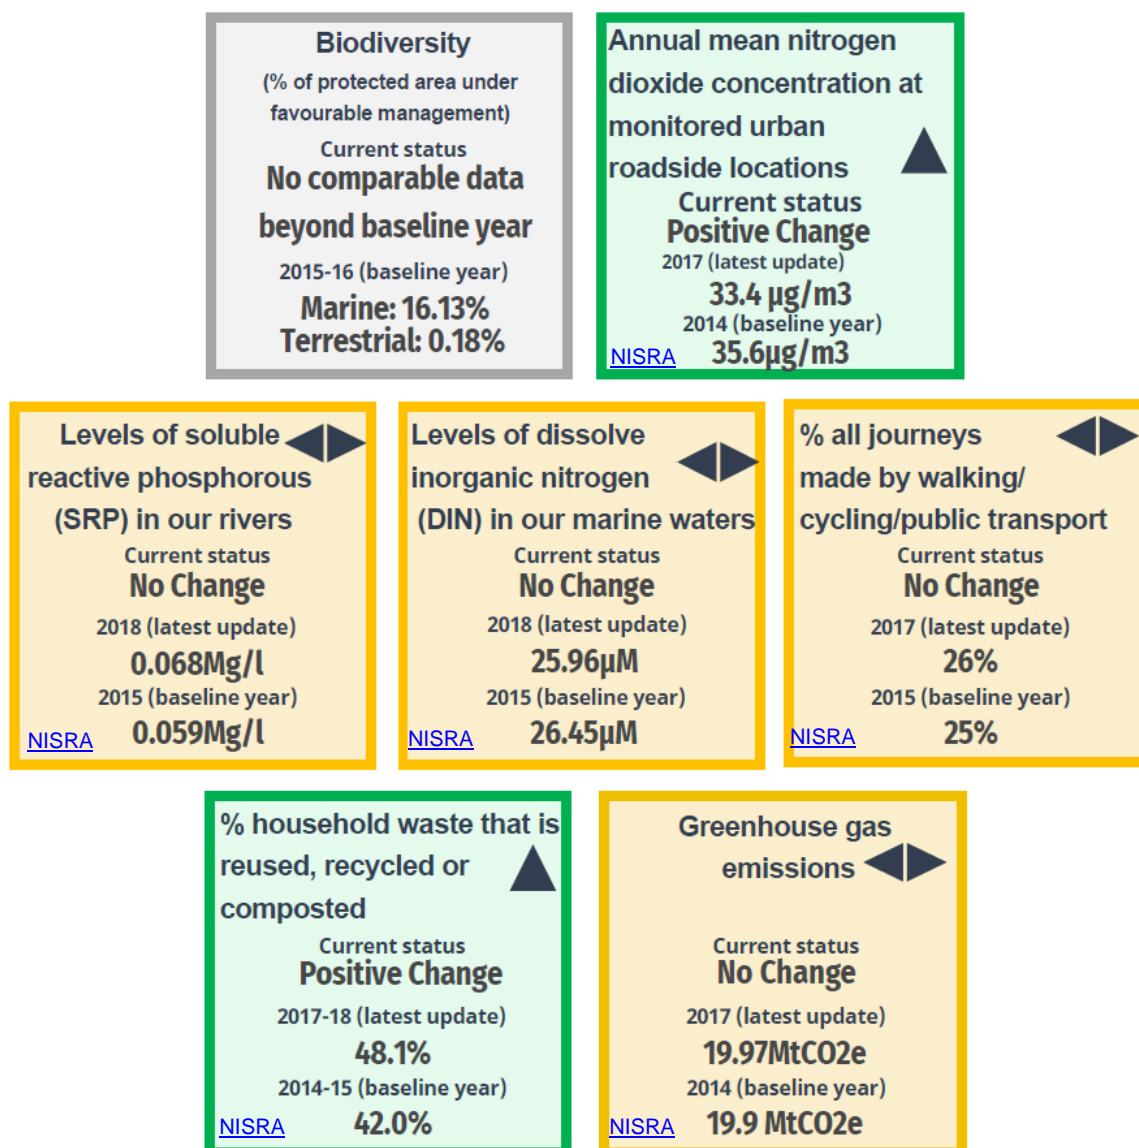 Biodiversity
(% of protected area under
favourable management)
Current status
No comparable data
beyond baseline year
2015-16 (baseline year)
Marine: 16.13%
Terrestrial: 0.18%
Annual mean nitrogen
dioxide concentration at
monitored urban
roadside locations
Current status
Positive Change
2017 (latest update)
33.4 µg/m3
2014 (baseline year)
NISRA 35.6µg/m3
Levels of soluble
reactive phosphorous
(SRP) in our rivers
Current status
No Change
2018 (latest update)
0.068Mg/l
2015 (baseline year)
NISRA 0.059Mg/l
Levels of dissolve
inorganic nitrogen
(DIN) in our marine waters
Current status
No Change
2018 (latest update)
25.96µM
2015 (baseline year)
NISRA 26.45µM
% all journeys
made by walking/
cycling/public transport
Current status
No Change
2017 (latest update)
26%
2015 (baseline year)
NISRA 25%
% household waste that is
reused, recycled or
composted
Current status
Positive Change
2017-18 (latest update)
48.1%
2014-15 (baseline year)
NISRA 42.0%
Greenhouse gas
emissions
Current status
No Change
2017 (latest update)
19.97MtCO2e
2014 (baseline year)
NISRA 19.9 MtCO2e